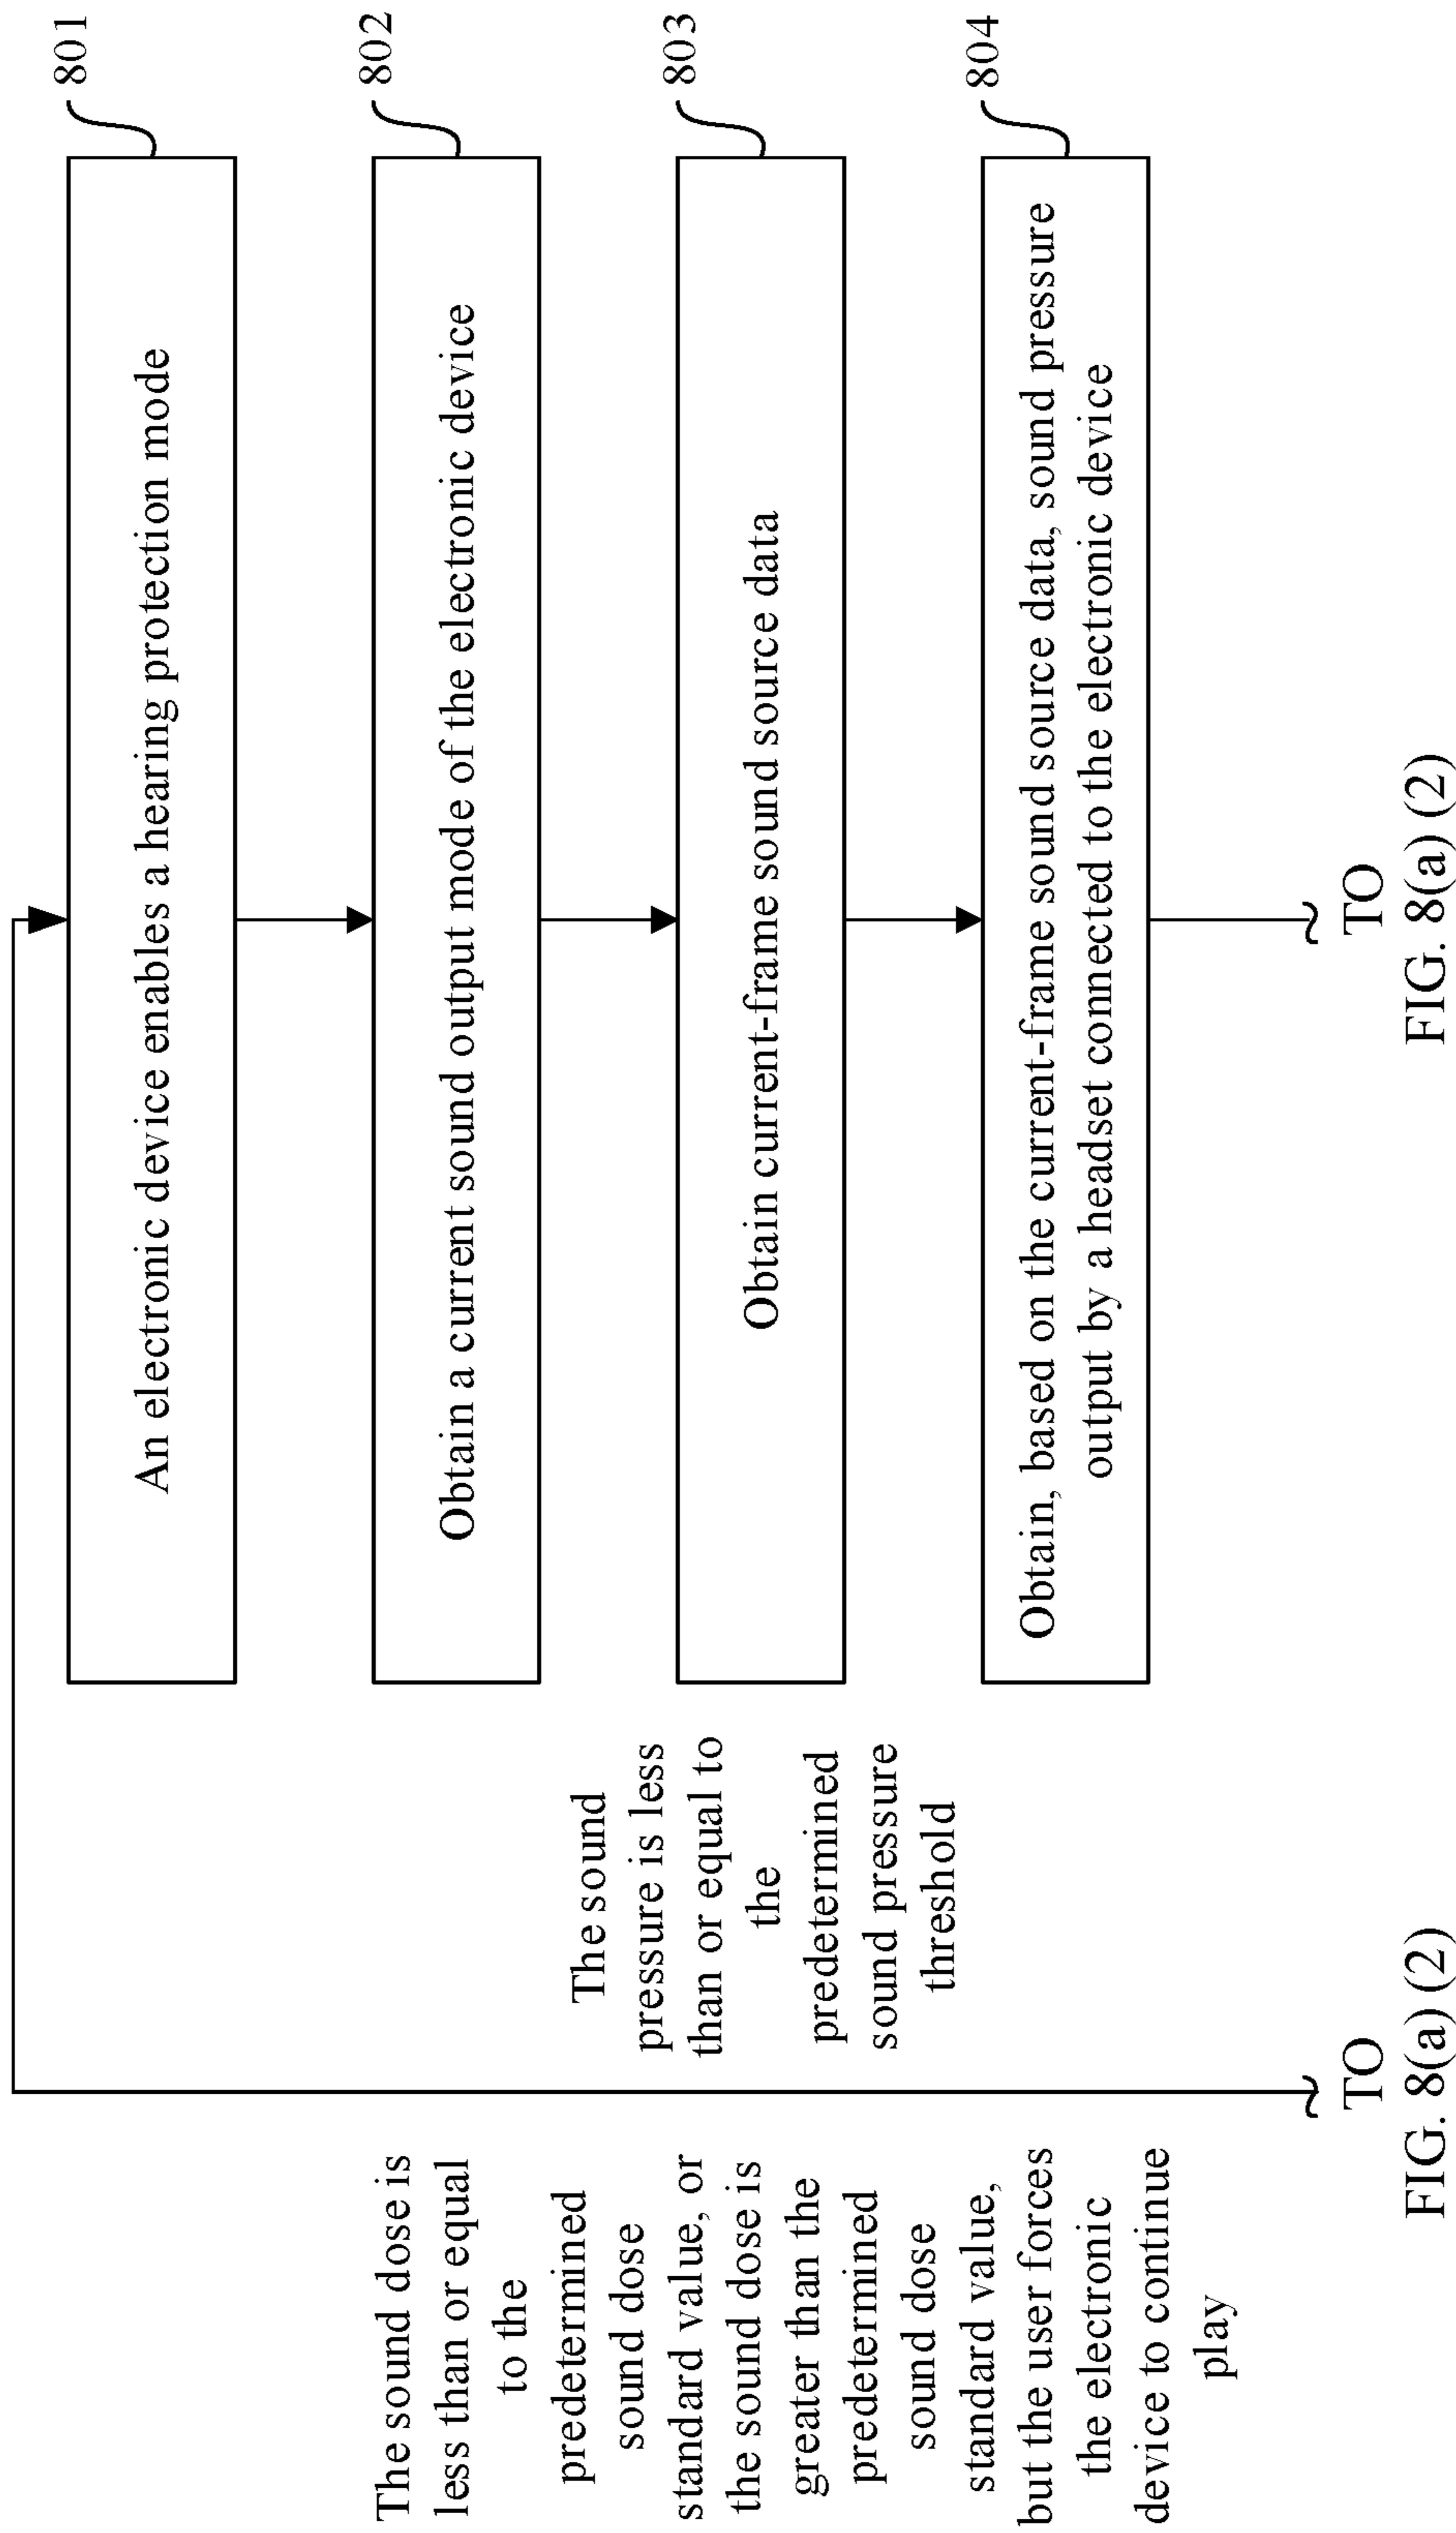 801
An electronic device enables a hearing protection mode
802
Obtain a current sound output mode of the electronic device
803
Obtain current-frame sound source data
804
Obtain, based on the current-frame sound source data, sound pressure
output by a headset connected to the electronic device
The sound
pressure is less
than or equal to
the
predetermined
sound pressure
threshold
The sound dose is
less than or equal
to the
predetermined
sound dose
standard value, or
the sound dose is
greater than the
predetermined
sound dose
standard value,
but the user forces
the electronic
device to continue
play
TO
FIG. 8(a) (2)
TO
FIG. 8(a) (2)